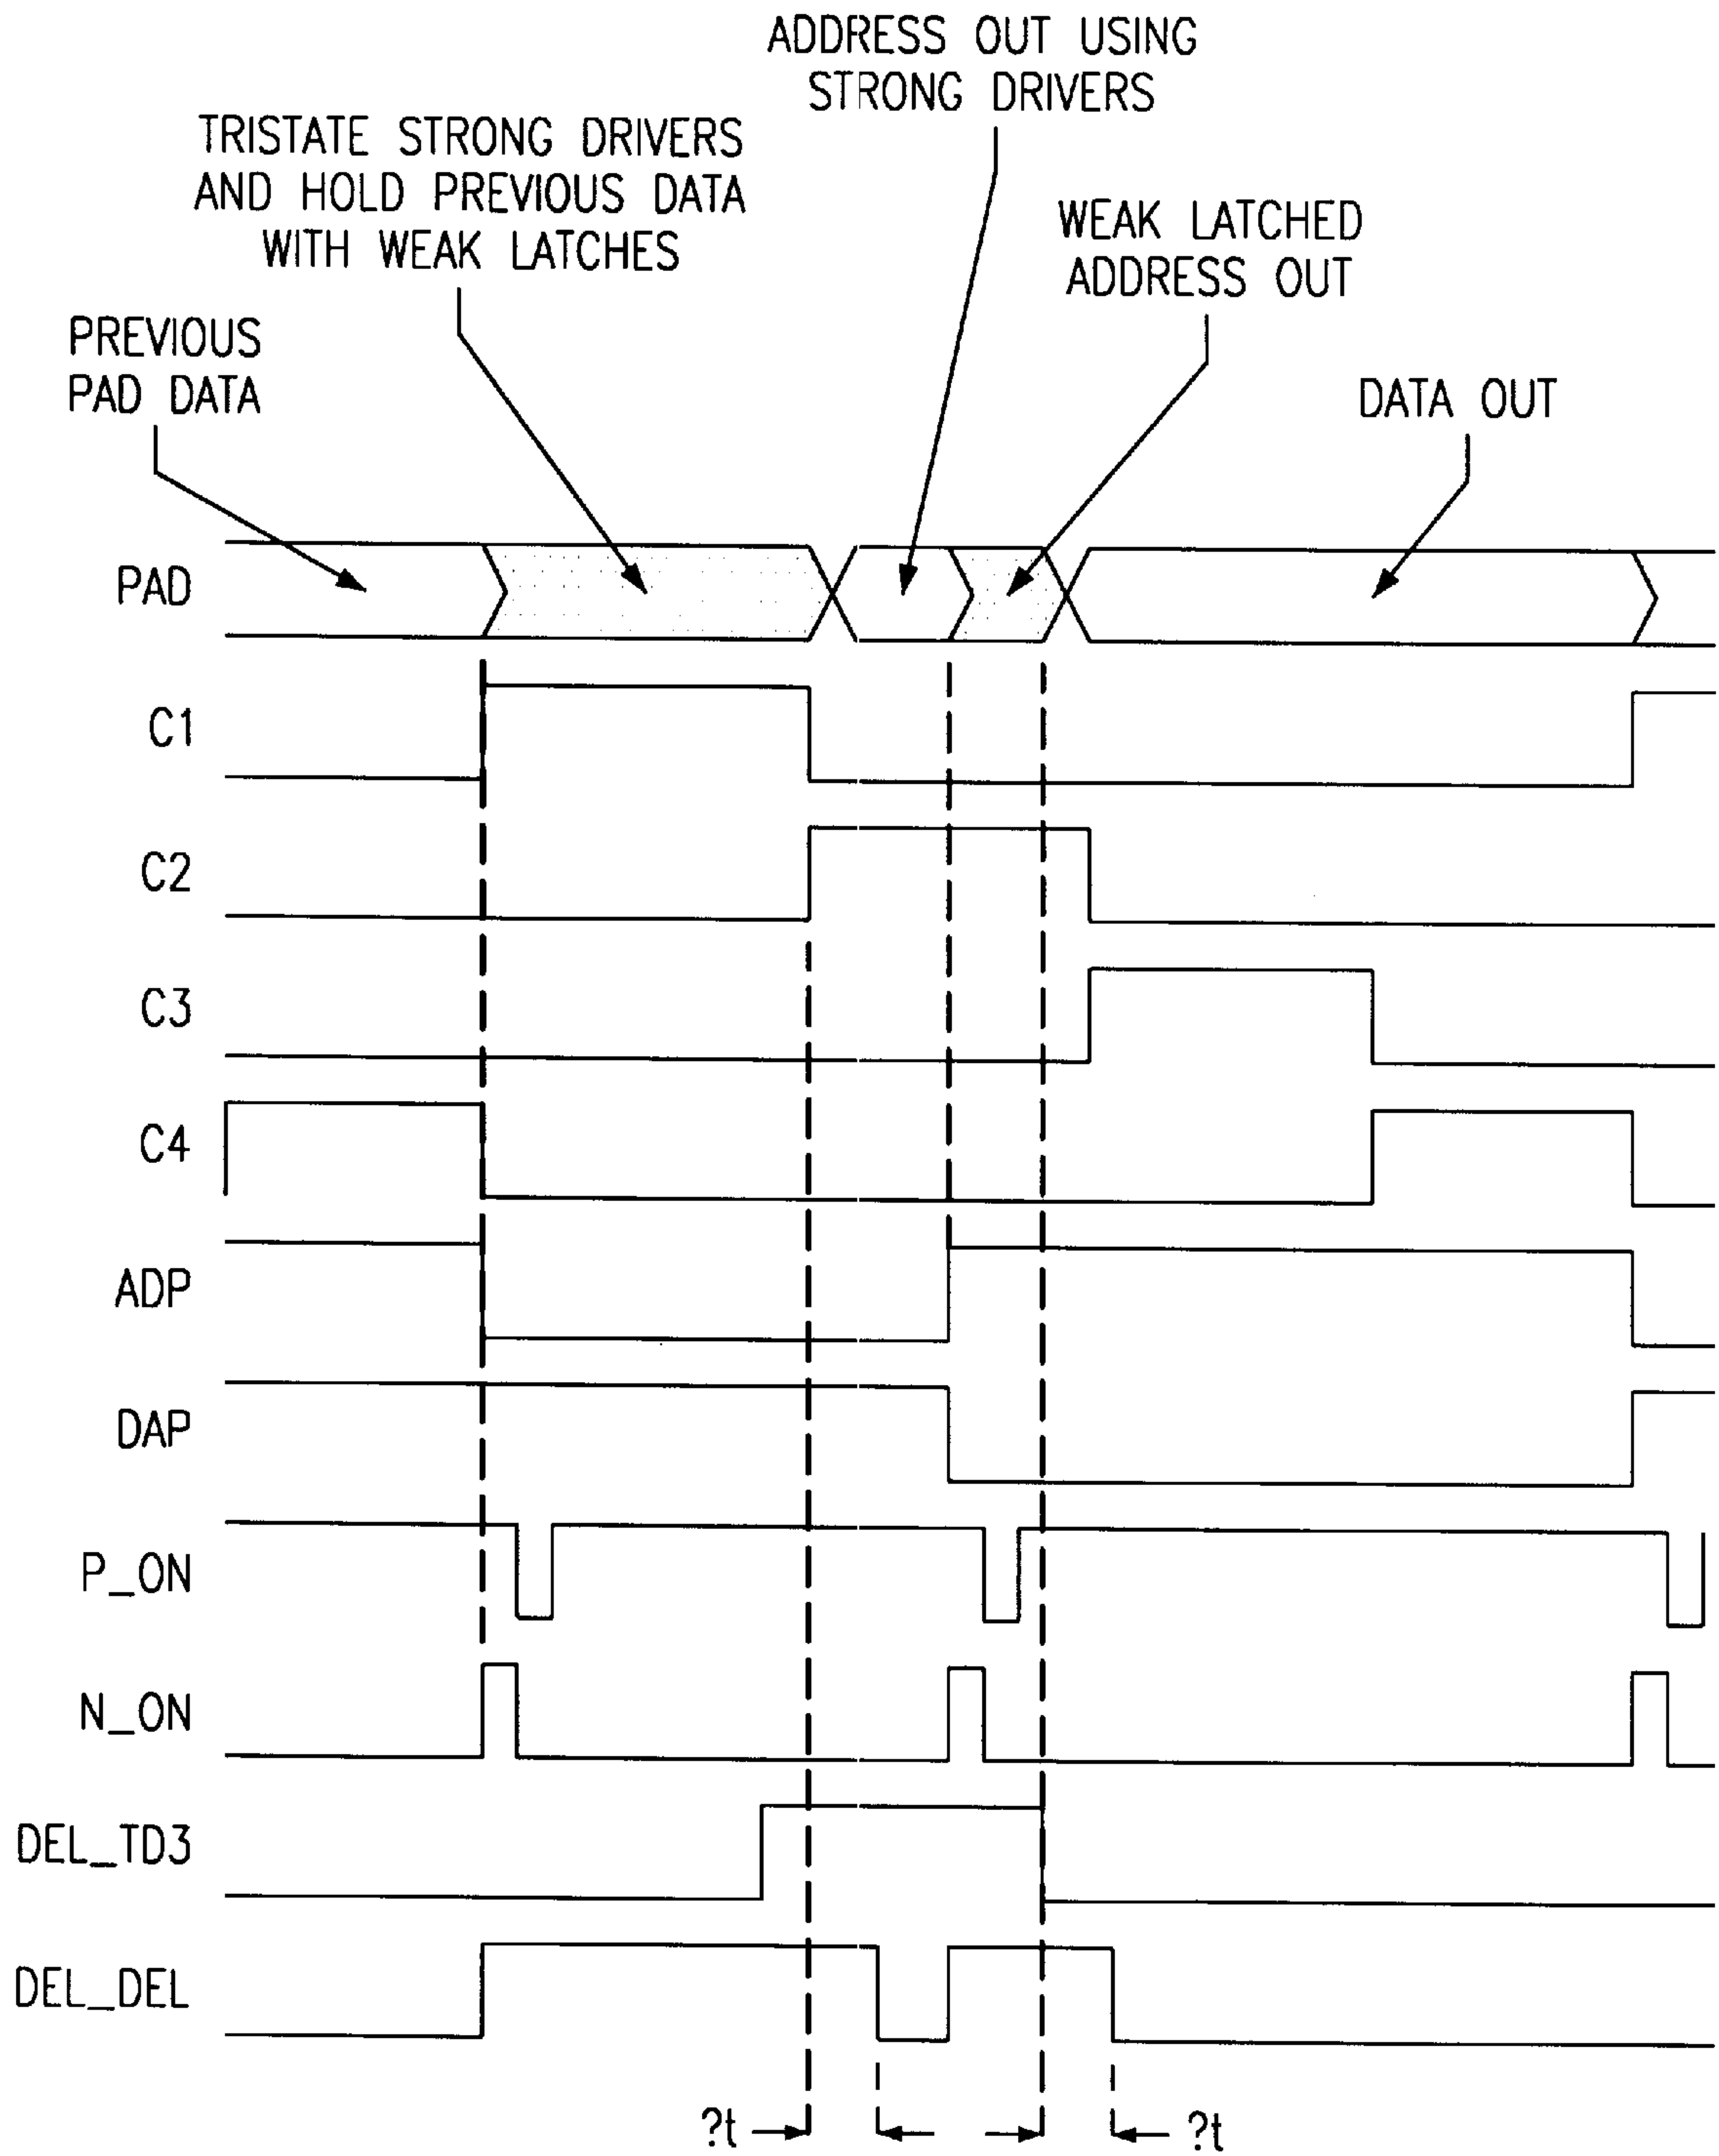 ADDRESS OUT USING
STRONG DRIVERS
TRISTATE STRONG DRIVERS
AND HOLD PREVIOUS DATA
WITH WEAK LATCHES
WEAK LATCHED
ADDRESS OUT
PREVIOUS
PAD DATA
DATA OUT
PAD
C1
C2
C3
C4
ADP
DAP
P_ON
N_ON
DEL_TD3
DEL_DEL
?t
?t